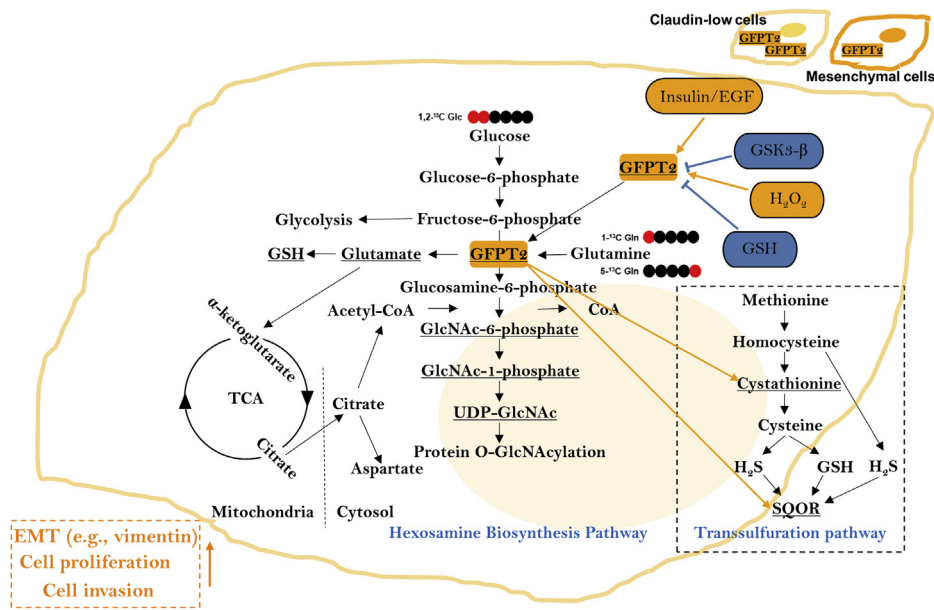 Claudin-low cells
GFPT2
GFPT2
GFPT2
Mesenchymal cells
Insulin/EGF
1,2-¹³C Glc
Glucose
GSK3-β
GFPT2
Glucose-6-phosphate
H₂O₂
Glycolysis
Fructose-6-phosphate
1-¹³C Gln
GSH
GSH
Glutamate
GFPT2
Glutamine
5-¹³C Gln
Glucosamine-6-phosphate
α-ketoglutarate
Acetyl-CoA
CoA
Methionine
GlcNAc-6-phosphate
Homocysteine
GlcNAc-1-phosphate
Cystathionine
TCA
Citrate
UDP-GlcNAc
Cysteine
Citrate
Protein O-GlcNAcylation
Aspartate
H₂S
GSH
H₂S
SQOR
Mitochondria
Cytosol
Hexosamine Biosynthesis Pathway
Transsulfuration pathway
EMT (e.g., vimentin)
Cell proliferation
Cell invasion